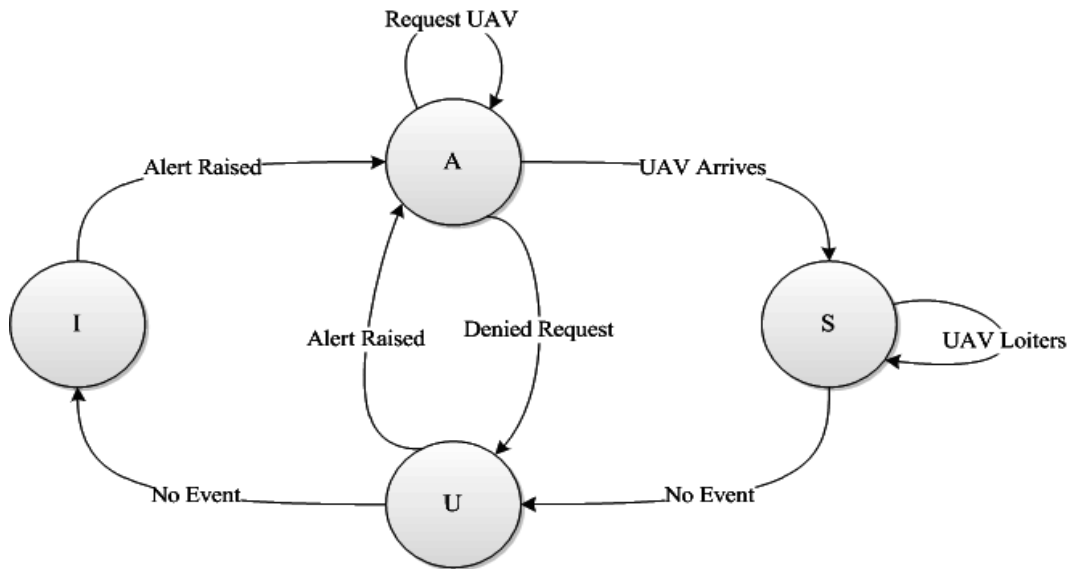 Request UAV
A
Alert Raised
UAV Arrives
I
Alert Raised
Denied Request
S
UAV Loiters
No Event
U
No Event